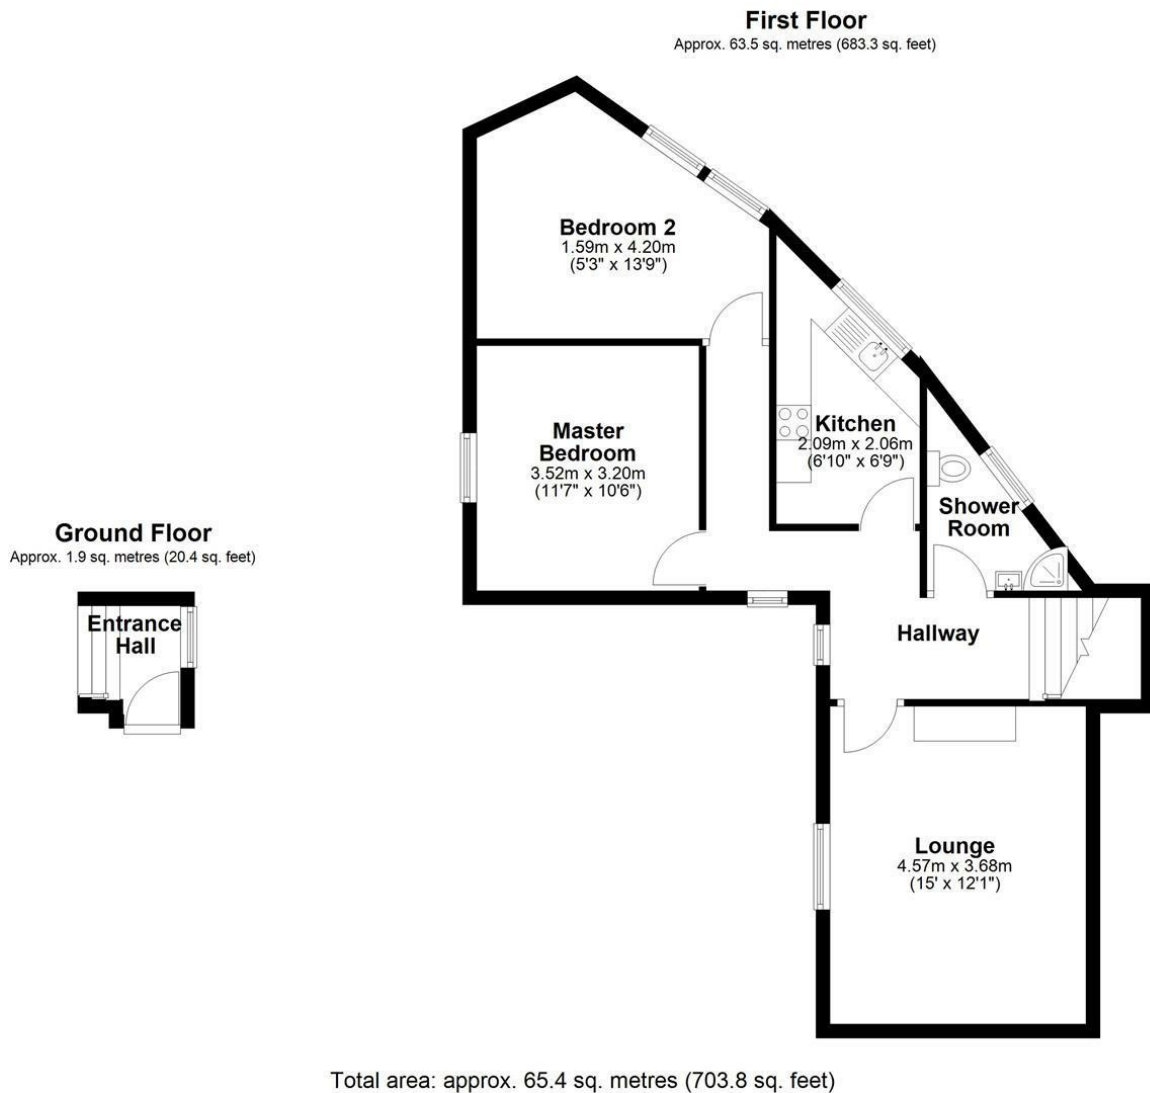 First Floor
Approx. 63.5 sq. metres (683.3 sq. feet)
Bedroom 2
1.59m x 4.20m
(5'3" x 13'9")
Master
Bedroom
3.52m x 3.20m
(11'7" x 10'6")
Kitchen
2.09m x 2.06m
(6'10" x 6'9")
Shower
Room
Ground Floor
Approx. 1.9 sq. metres (20.4 sq. feet)
Entrance
Hall
Hallway
Lounge
4.57m x 3.68m
(15' x 12'1")
Total area: approx. 65.4 sq. metres (703.8 sq. feet)